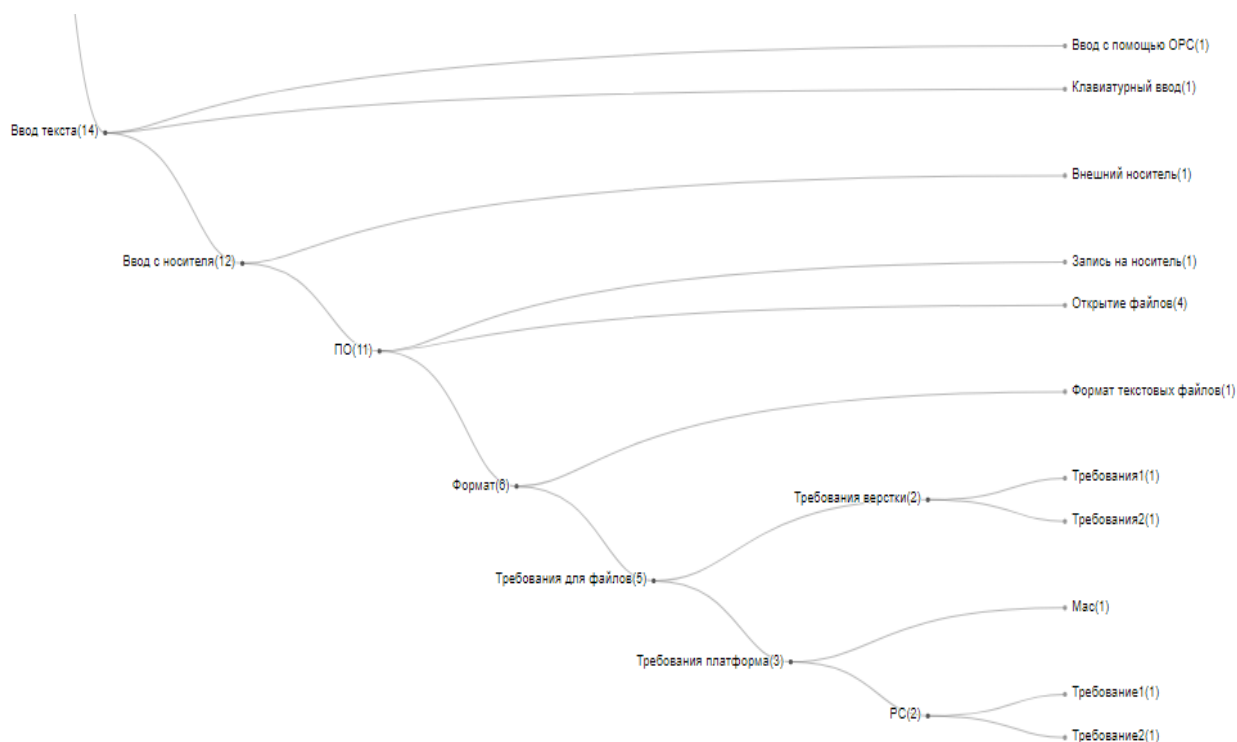 Ввод с помощью ОРС(1)
Клавиатурный ввод(1)
Ввод текста(14)
Внешний носитель(1)
Ввод с носителя(12)
Запись на носитель(1)
Открытие файлов(4)
ПО(11)
Формат текстовых файлов(1)
Формат(6)
Требования1(1)
Требования верстки(2)
Требования2(1)
Требования для файлов(5)
Mac(1)
Требования платформа(3)
Требование1(1)
PC(2)
Требование2(1)